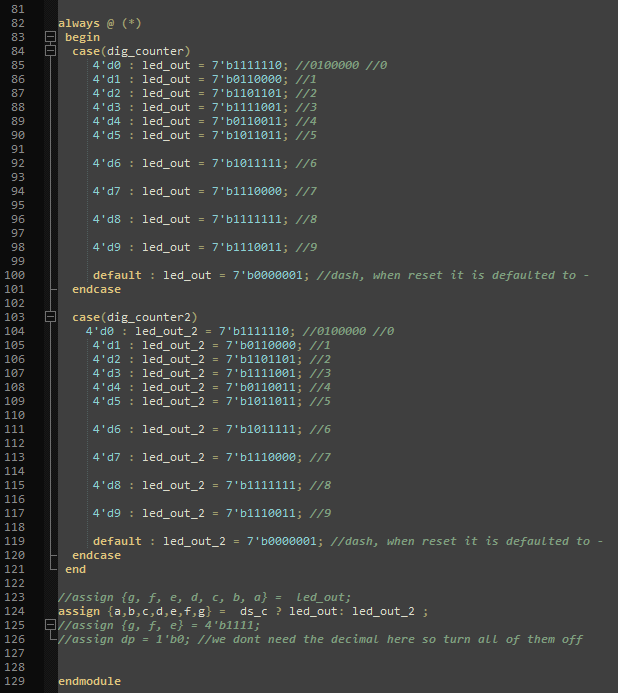 81
82 always @ (*)
83 begin
84 case(dig_counter)
85 4'd0 : led_out = 7'b1111110; //0100000 //0
86 4'd1 : led_out = 7'b0110000; //1
87 4'd2 : led_out = 7'b1101101; //2
88 4'd3 : led_out = 7'b1111001; //3
89 4'd4 : led_out = 7'b0110011; //4
90 4'd5 : led_out = 7'b1011011; //5
91
92 4'd6 : led_out = 7'b1011111; //6
93
94 4'd7 : led_out = 7'b1110000; //7
95
96 4'd8 : led_out = 7'b1111111; //8
97
98 4'd9 : led_out = 7'b1110011; //9
99
100 default : led_out = 7'b0000001; //dash, when reset it is defaulted to -
101 endcase
102
103 case(dig_counter2)
104 4'd0 : led_out_2 = 7'b1111110; //0100000 //0
105 4'd1 : led_out_2 = 7'b0110000; //1
106 4'd2 : led_out_2 = 7'b1101101; //2
107 4'd3 : led_out_2 = 7'b1111001; //3
108 4'd4 : led_out_2 = 7'b0110011; //4
109 4'd5 : led_out_2 = 7'b1011011; //5
110
111 4'd6 : led_out_2 = 7'b1011111; //6
112
113 4'd7 : led_out_2 = 7'b1110000; //7
114
115 4'd8 : led_out_2 = 7'b1111111; //8
116
117 4'd9 : led_out_2 = 7'b1110011; //9
118
119 default : led_out_2 = 7'b0000001; //dash, when reset it is defaulted to -
120 endcase
121 end
122
123 //assign {g, f, e, d, c, b, a} = led_out;
124 assign {a,b,c,d,e,f,g} = ds_c ? led_out: led_out_2 ;
125 //assign {g, f, e} = 4'b1111;
126 //assign dp = 1'b0; //we dont need the decimal here so turn all of them off
127
128
129 endmodule